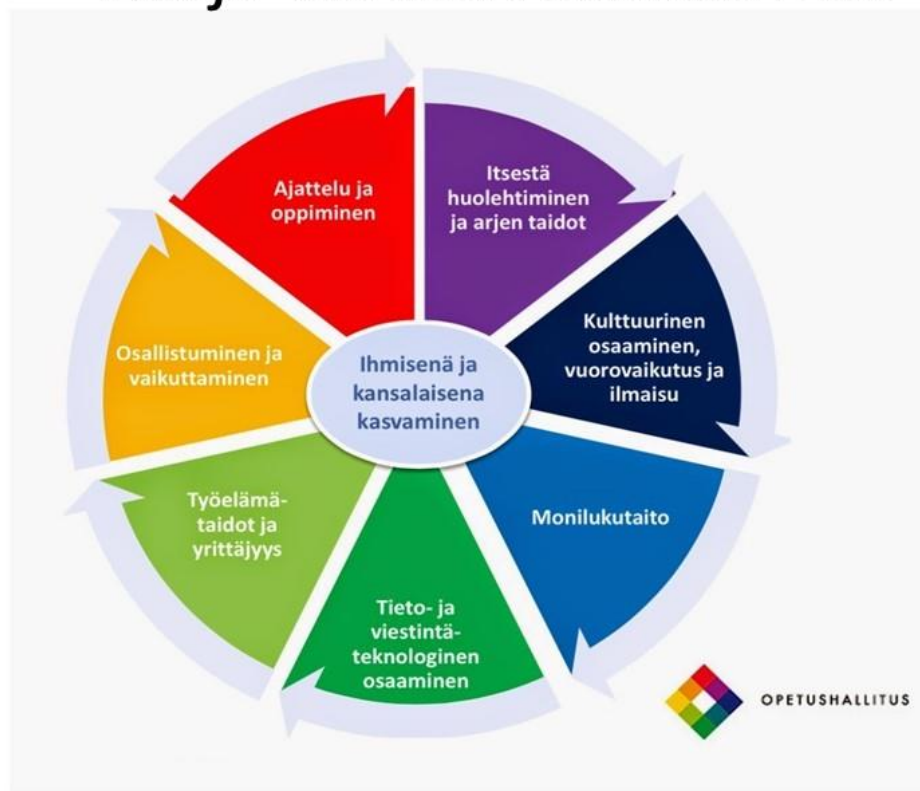 Ajattelu ja
oppiminen
Itsestä
huolehtiminen
ja arjen taidot
Kulttuurinen
osaaminen,
vuorovaikutus ja
ilmaisu
Monilukutaito
Tieto- ja
viestintä-
teknologinen
osaaminen
Työelämä-
taidot ja
yrittäjyys
Osallistuminen ja
vaikuttaminen
Ihmisenä ja
kansalaisena
kasvaminen
OPETUSHALLITUS